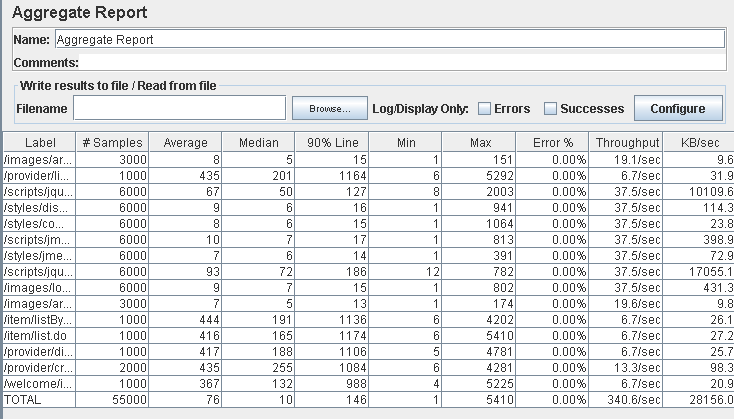 Aggregate Report
Name: Aggregate Report
Comments:
Write results to file / Read from file
Filename Browse... Log/Display Only: Errors Successes Configure
Label # Samples Average Median 90% Line Min Max Error % Throughput KB/sec
/images/ar... 3000 8 5 15 1 151 0.00% 19.1/sec 9.6
/provider/li... 1000 435 201 1164 6 5292 0.00% 6.7/sec 31.9
/scripts/jqu... 6000 67 50 127 8 2003 0.00% 37.5/sec 10109.6
/styles/dis... 6000 9 6 16 1 941 0.00% 37.5/sec 114.3
/styles/co... 6000 8 6 15 1 1064 0.00% 37.5/sec 23.8
/scripts/jm... 6000 10 7 17 1 813 0.00% 37.5/sec 398.9
/styles/jme... 6000 7 6 14 1 391 0.00% 37.5/sec 72.9
/scripts/jqu... 6000 93 72 186 12 782 0.00% 37.5/sec 17055.1
/images/lo... 6000 9 7 15 1 802 0.00% 37.5/sec 431.3
/images/ar... 3000 7 5 13 1 174 0.00% 19.6/sec 9.8
/item/listBy... 1000 444 191 1136 6 4202 0.00% 6.7/sec 26.1
/item/list.do 1000 416 165 1174 6 5410 0.00% 6.7/sec 27.2
/provider/di... 1000 417 188 1106 5 4781 0.00% 6.7/sec 25.7
/provider/cr... 2000 435 255 1084 6 4281 0.00% 13.3/sec 98.3
/welcome/i... 1000 367 132 988 4 5225 0.00% 6.7/sec 20.9
TOTAL 55000 76 10 146 1 5410 0.00% 340.6/sec 28156.0